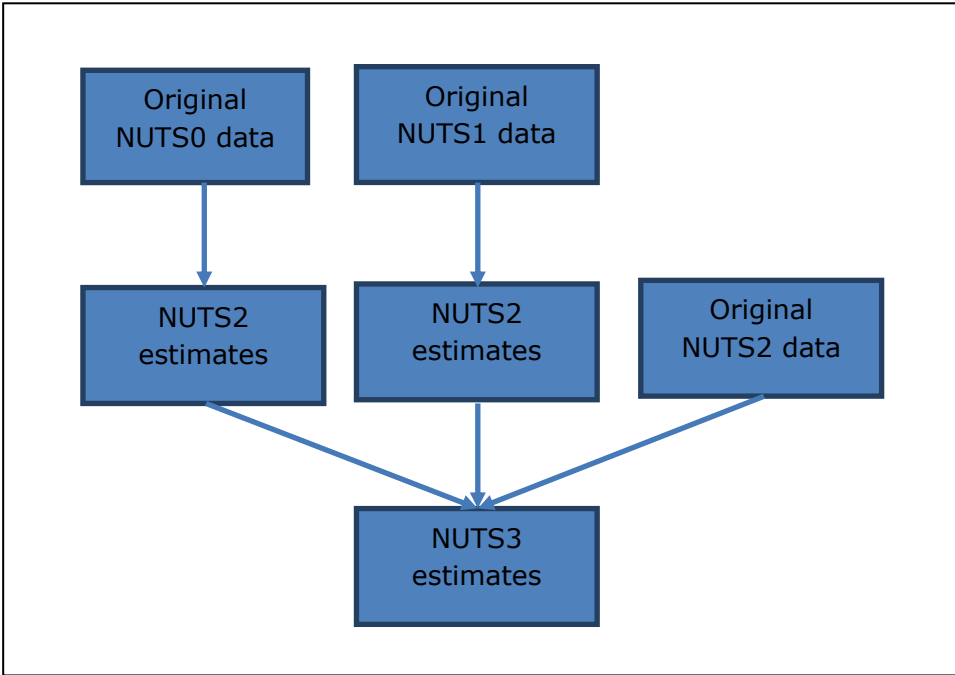 Original
NUTS0 data
Original
NUTS1 data
NUTS2
estimates
NUTS2
estimates
Original
NUTS2 data
NUTS3
estimates